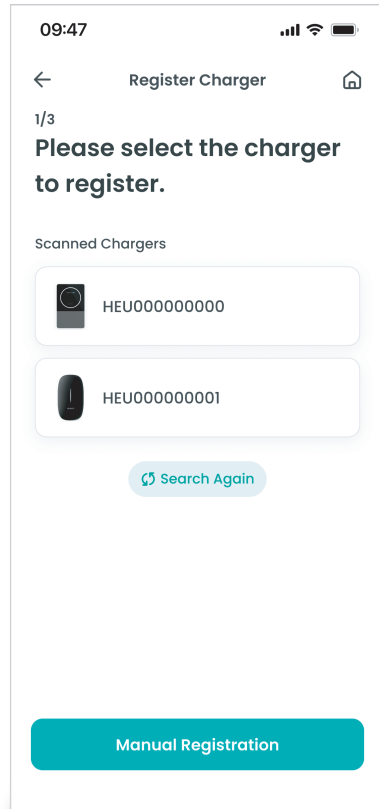 09:47
Register Charger
1/3
Please select the charger
to register.
Scanned Chargers
HEU000000000
HEU000000001
Search Again
Manual Registration